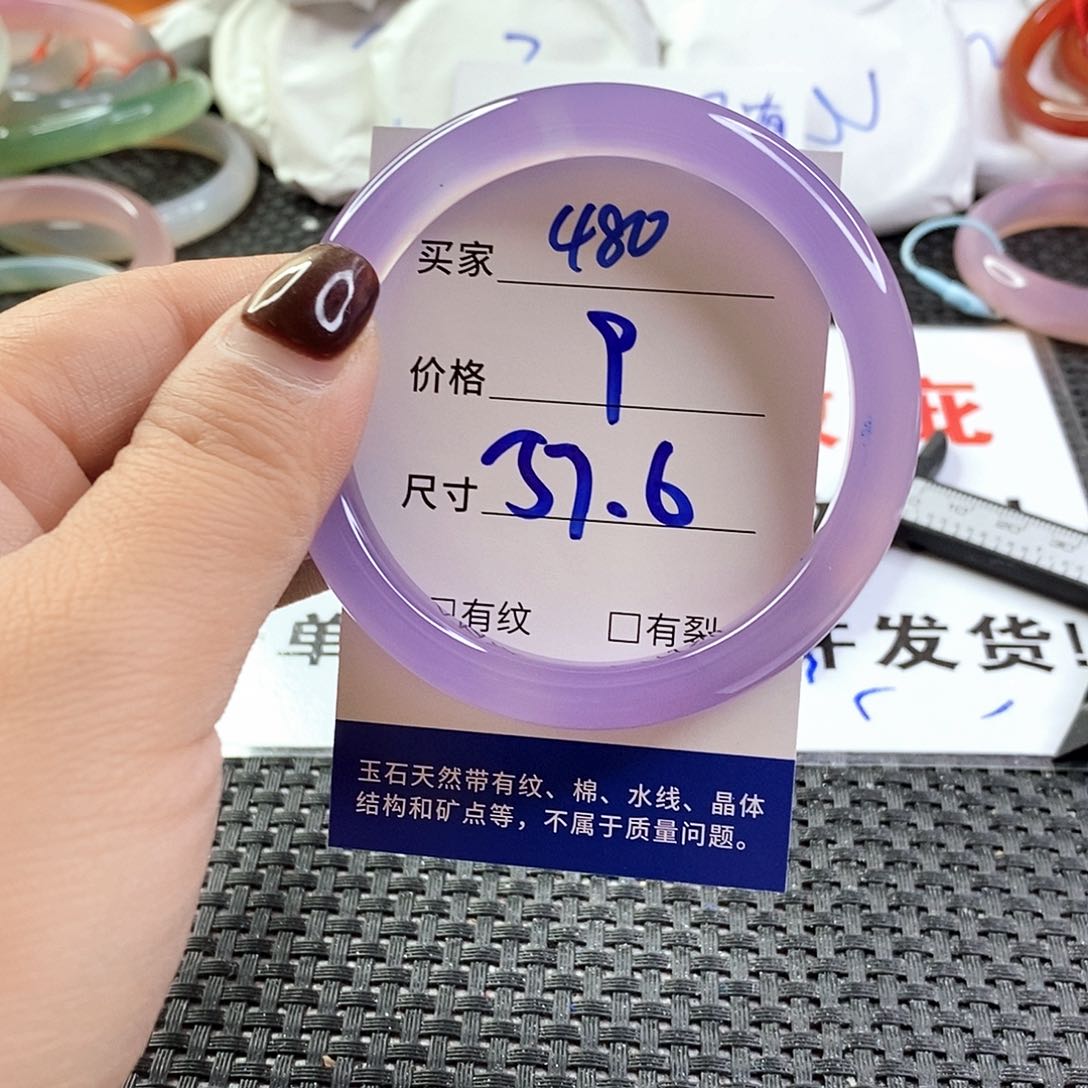 买家 480
价格 P
尺寸 57.6
□有纹 □有裂
单 发货!
玉石天然带有纹、棉、水线、晶体
结构和矿点等，不属于质量问题。